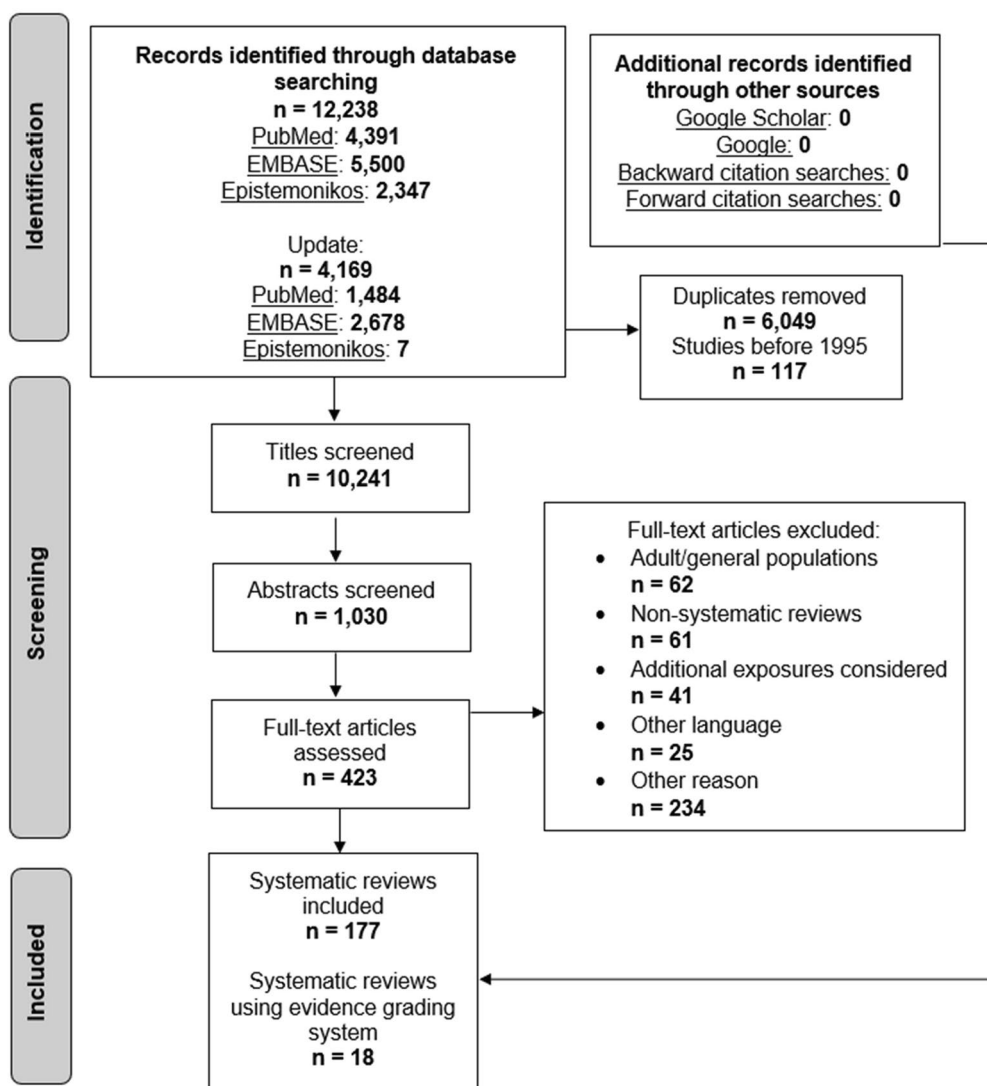 Identification
Records identified through database
searching
n = 12,238
PubMed: 4,391
EMBASE: 5,500
Epistemonikos: 2,347
Update:
n = 4,169
PubMed: 1,484
EMBASE: 2,678
Epistemonikos: 7
Additional records identified
through other sources
Google Scholar: 0
Google: 0
Backward citation searches: 0
Forward citation searches: 0
Duplicates removed
n = 6,049
Studies before 1995
n = 117
Screening
Titles screened
n = 10,241
Abstracts screened
n = 1,030
Full-text articles
assessed
n = 423
Full-text articles excluded:
• Adult/general populations
n = 62
• Non-systematic reviews
n = 61
• Additional exposures considered
n = 41
• Other language
n = 25
• Other reason
n = 234
Included
Systematic reviews
included
n = 177
Systematic reviews
using evidence grading
system
n = 18